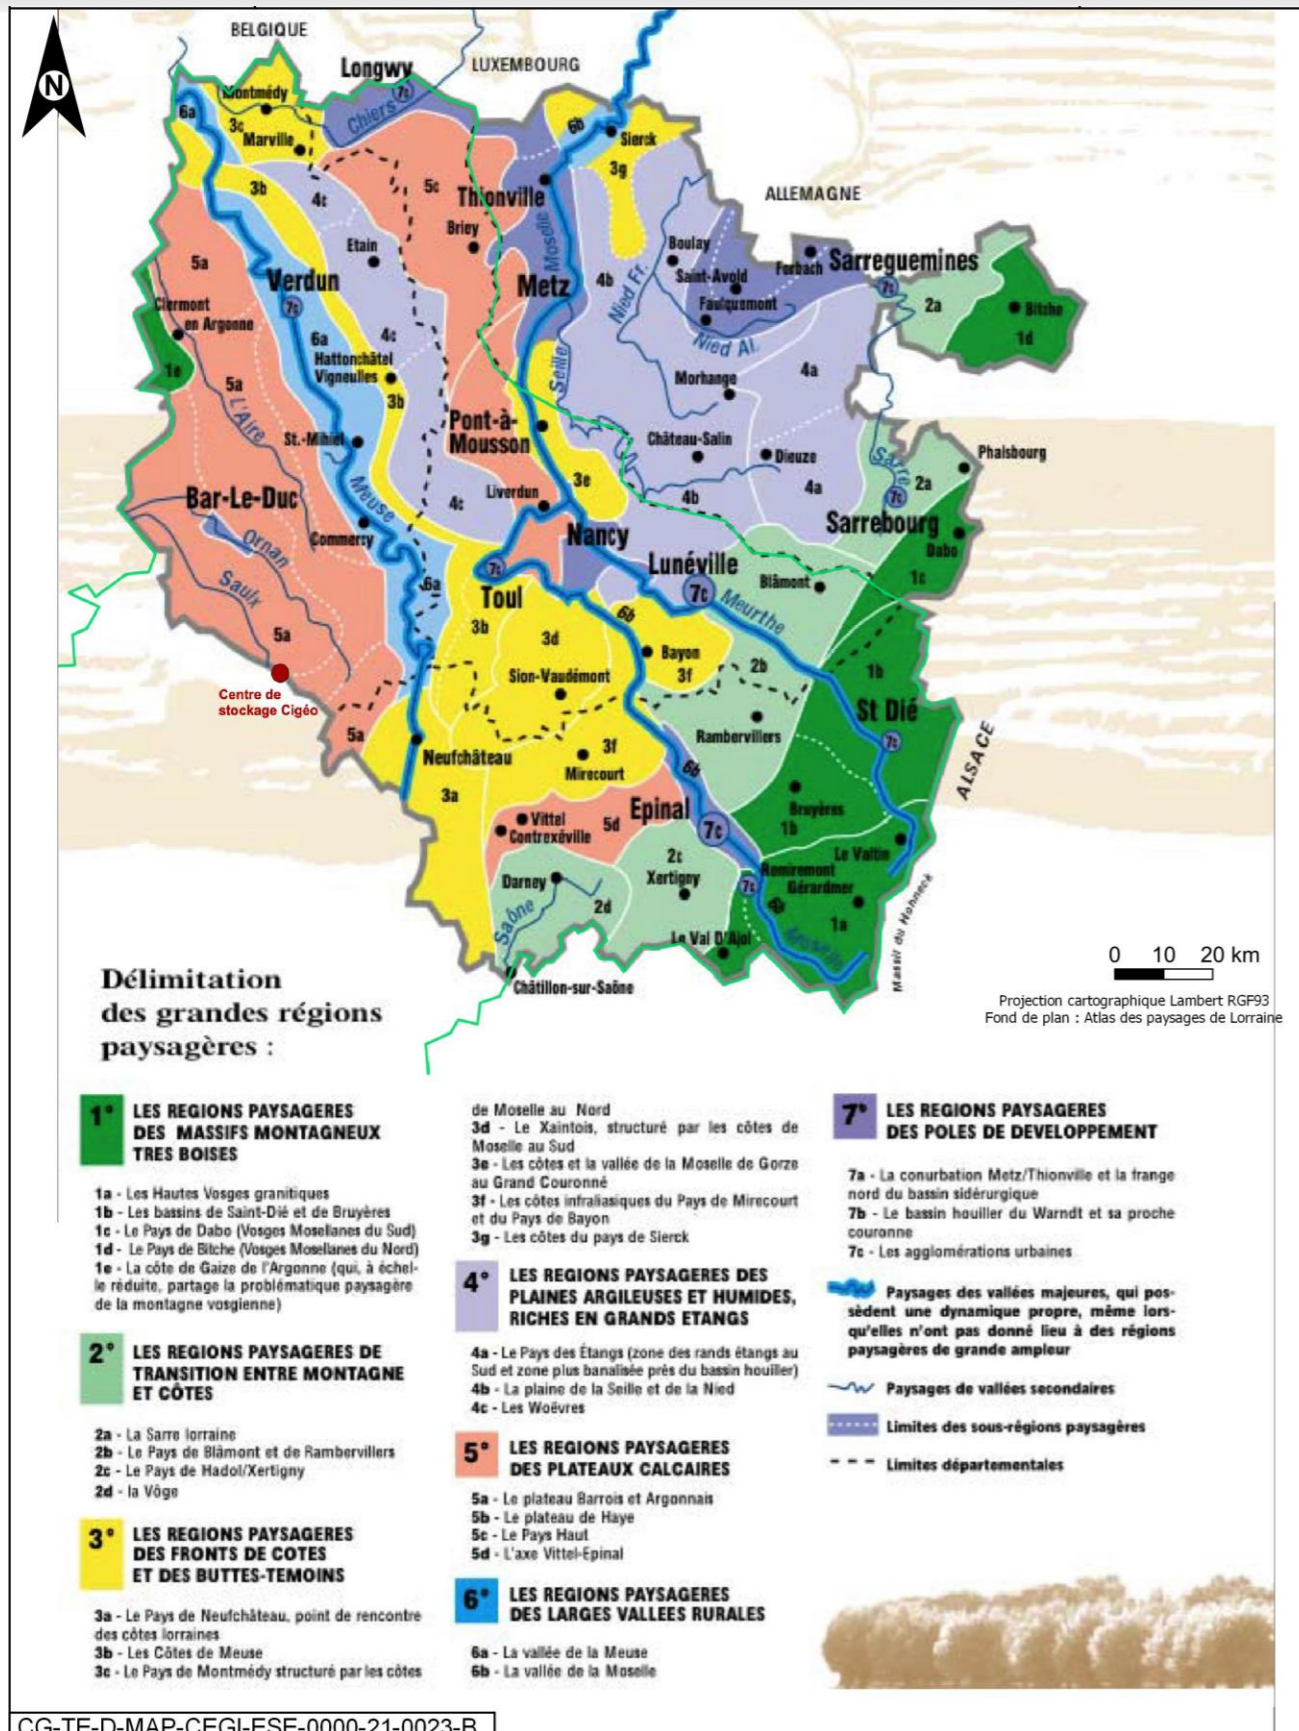 BELGIQUE
LUXEMBOURG
Longwy
N
Montmédy
7c
Chiers
6a
3c
Marville
6b
Sierck
3g
3b
4c
5c
Thionville
ALLEMAGNE
Briey
Moselle
Etain
Boulay
Forbach
Sarreguemines
5a
Verdun
Metz
4b
Nied Fr.
Saint-Avold
Faulquemont
7c
7c
2a
Bitche
1d
Clermont
en Argonne
6a
4c
Nied Al.
Hattonchâtel
Vigneulles
Seille
1e
5a
Morhange
4a
3b
L'Aire
Pont-à-
Mousson
St.-Mihiel
Château-Salin
Dieuze
Phalsbourg
Sarre
3e
2a
Meuse
Bar-Le-Duc
4c
Liverdun
4b
4a
7c
Sarrebourg
Ornan
Commercy
Nancy
Dabo
Lunéville
Saulx
6a
7c
Toul
7c
Blâmont
1c
Meurthe
6b
5a
3b
3d
Bayon
2b
1b
Sion-Vaudémont
3f
Centre de
stockage Cigéo
St Dié
5a
Neufchâteau
3f
Rambervillers
7c
ALSACE
Mirecourt
6b
3a
Epinal
Bruyères
Vittel
Contrexéville
5d
7c
1b
Le Valtin
2c
Remiremont
Xertigny
Gérardmer
Darney
7c
2d
1a
Saône
Le Val D'Ajol
Moselle
Massif du Hohneck
Châtillon-sur-Saône
0 10 20 km
Projection cartographique Lambert RGF93
Fond de plan : Atlas des paysages de Lorraine
Délimitation
des grandes régions
paysagères :
1° LES REGIONS PAYSAGERES
DES MASSIFS MONTAGNEUX
TRES BOISES
1a - Les Hautes Vosges granitiques
1b - Les bassins de Saint-Dié et de Bruyères
1c - Le Pays de Dabo (Vosges Mosellanes du Sud)
1d - Le Pays de Bitche (Vosges Mosellanes du Nord)
1e - La côte de Gaize de l'Argonne (qui, à échel-
le réduite, partage la problématique paysagère
de la montagne vosgienne)
2° LES REGIONS PAYSAGERES DE
TRANSITION ENTRE MONTAGNE
ET CÔTES
2a - La Sarre lorraine
2b - Le Pays de Blâmont et de Rambervillers
2c - Le Pays de Hadol/Xertigny
2d - la Vôge
3° LES REGIONS PAYSAGERES
DES FRONTS DE COTES
ET DES BUTTES-TEMOINS
3a - Le Pays de Neufchâteau, point de rencontre
des côtes lorraines
3b - Les Côtes de Meuse
3c - Le Pays de Montmédy structuré par les côtes
de Moselle au Nord
3d - Le Xaintois, structuré par les côtes de
Moselle au Sud
3e - Les côtes et la vallée de la Moselle de Gorze
au Grand Couronné
3f - Les côtes infraliasiques du Pays de Mirecourt
et du Pays de Bayon
3g - Les côtes du pays de Sierck
4° LES REGIONS PAYSAGERES DES
PLAINES ARGILEUSES ET HUMIDES,
RICHES EN GRANDS ETANGS
4a - Le Pays des Étangs (zone des rands étangs au
Sud et zone plus banalisée près du bassin houiller)
4b - La plaine de la Seille et de la Nied
4c - Les Woëvres
5° LES REGIONS PAYSAGERES
DES PLATEAUX CALCAIRES
5a - Le plateau Barrois et Argonnais
5b - Le plateau de Haye
5c - Le Pays Haut
5d - L'axe Vittel-Epinal
6° LES REGIONS PAYSAGERES
DES LARGES VALLEES RURALES
6a - La vallée de la Meuse
6b - La vallée de la Moselle
7° LES REGIONS PAYSAGERES
DES POLES DE DEVELOPPEMENT
7a - La conurbation Metz/Thionville et la frange
nord du bassin sidérurgique
7b - Le bassin houiller du Warndt et sa proche
couronne
7c - Les agglomérations urbaines
Paysages des vallées majeures, qui pos-
sèdent une dynamique propre, même lors-
qu'elles n'ont pas donné lieu à des régions
paysagères de grande ampleur
Paysages de vallées secondaires
Limites des sous-régions paysagères
Limites départementales
CG-TE-D-MAP-CEGI-ESE-0000-21-0023-B